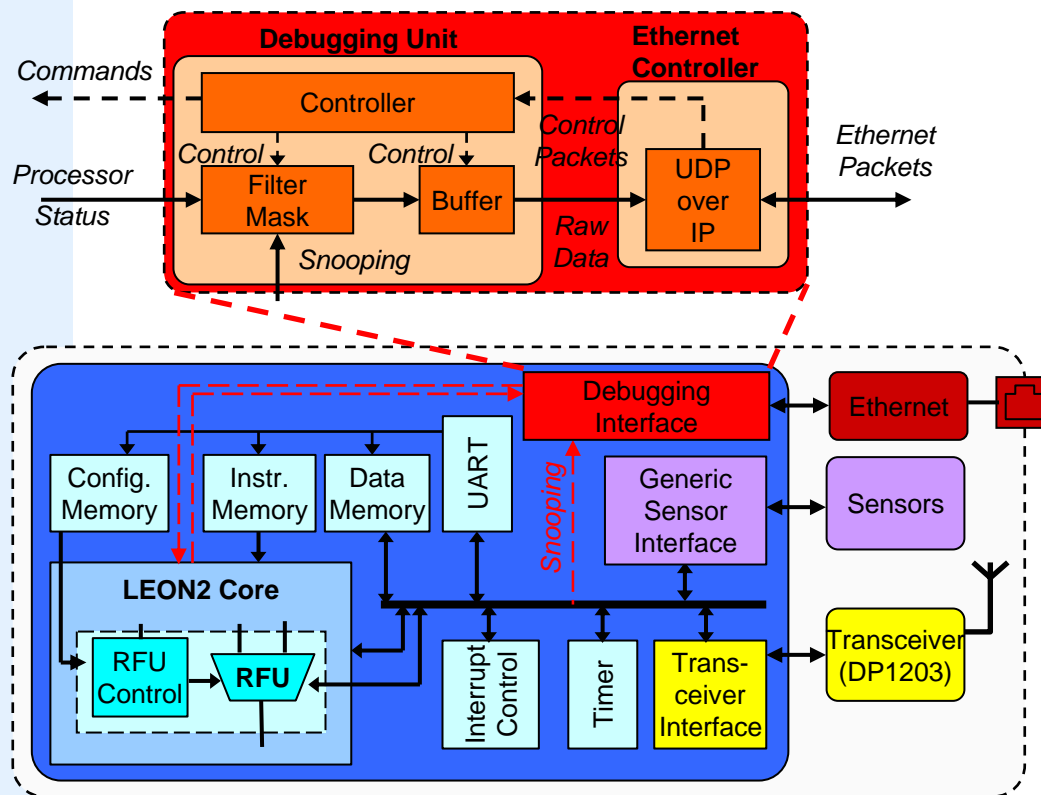 Debugging Unit
Ethernet
Controller
Commands
Controller
Control
Packets
Ethernet
Packets
Control
Control
Processor
Status
Filter
Mask
Buffer
UDP
over
IP
Raw
Data
Snooping
Debugging
Interface
Ethernet
Config.
Memory
Instr.
Memory
Data
Memory
UART
Snooping
Generic
Sensor
Interface
Sensors
LEON2 Core
RFU
Control
RFU
Interrupt
Control
Timer
Trans-
ceiver
Interface
Transceiver
(DP1203)